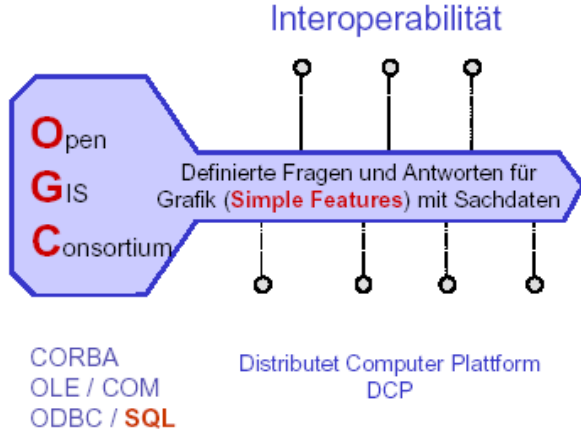 Interoperabilität
Open
GIS
Consortium
Definierte Fragen und Antworten für
Grafik (Simple Features) mit Sachdaten
CORBA
OLE / COM
ODBC / SQL
Distributet Computer Plattform
DCP